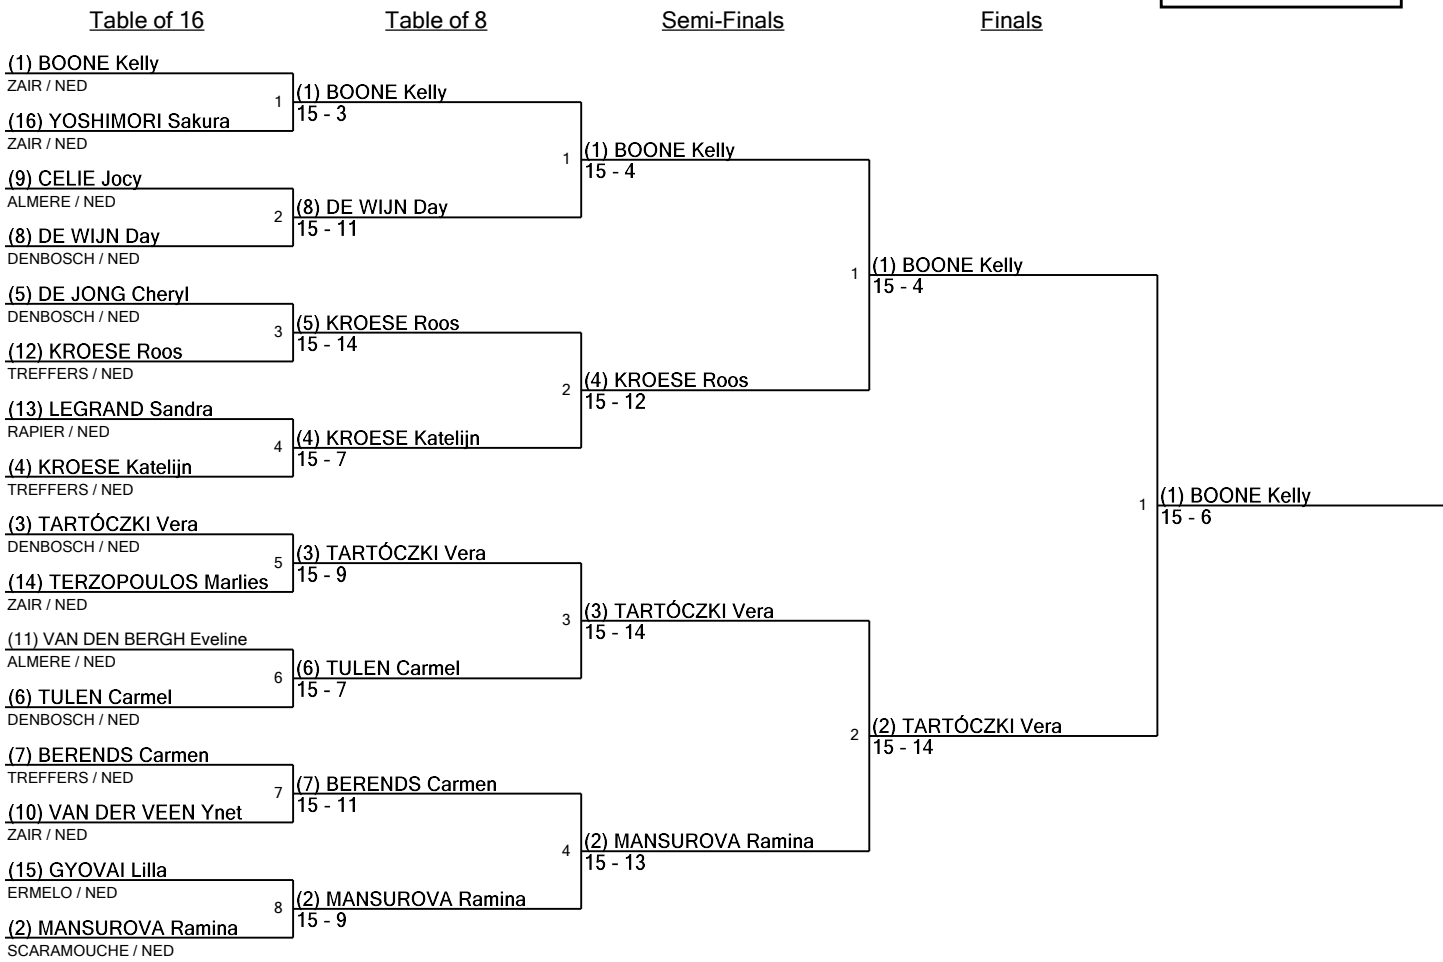 Table of 16
Table of 8
Semi-Finals
Finals
(1) BOONE Kelly
ZAIR / NED
(16) YOSHIMORI Sakura
ZAIR / NED
(9) CELIE Jocy
ALMERE / NED
(8) DE WIJN Day
DENBOSCH / NED
(5) DE JONG Cheryl
DENBOSCH / NED
(12) KROESE Roos
TREFFERS / NED
(13) LEGRAND Sandra
RAPIER / NED
(4) KROESE Katelijn
TREFFERS / NED
(3) TARTÓCZKI Vera
DENBOSCH / NED
(14) TERZOPOULOS Marlies
ZAIR / NED
(11) VAN DEN BERGH Eveline
ALMERE / NED
(6) TULEN Carmel
DENBOSCH / NED
(7) BERENDS Carmen
TREFFERS / NED
(10) VAN DER VEEN Ynet
ZAIR / NED
(15) GYOVAI Lilla
ERMELO / NED
(2) MANSUROVA Ramina
SCARAMOUCHE / NED
1
(1) BOONE Kelly
15 - 3
2
(8) DE WIJN Day
15 - 11
3
(5) KROESE Roos
15 - 14
4
(4) KROESE Katelijn
15 - 7
5
(3) TARTÓCZKI Vera
15 - 9
6
(6) TULEN Carmel
15 - 7
7
(7) BERENDS Carmen
15 - 11
8
(2) MANSUROVA Ramina
15 - 9
1
(1) BOONE Kelly
15 - 4
2
(4) KROESE Roos
15 - 12
3
(3) TARTÓCZKI Vera
15 - 14
4
(2) MANSUROVA Ramina
15 - 13
1
(1) BOONE Kelly
15 - 4
2
(2) TARTÓCZKI Vera
15 - 14
1
(1) BOONE Kelly
15 - 6